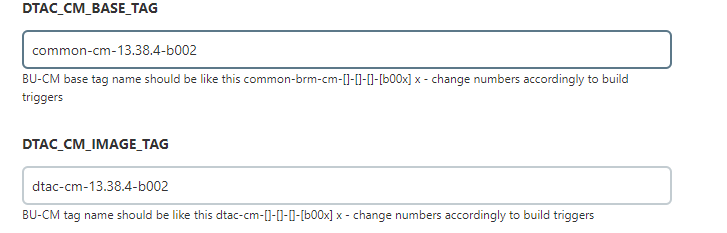 DTAC_CM_BASE_TAG
common-cm-13.38.4-b002
BU-CM base tag name should be like this common-brm-cm-[]-[]-[]-[b00x] x - change numbers accordingly to build
triggers
DTAC_CM_IMAGE_TAG
dtac-cm-13.38.4-b002
BU-CM tag name should be like this dtac-cm-[]-[]-[]-[b00x] x - change numbers accordingly to build triggers